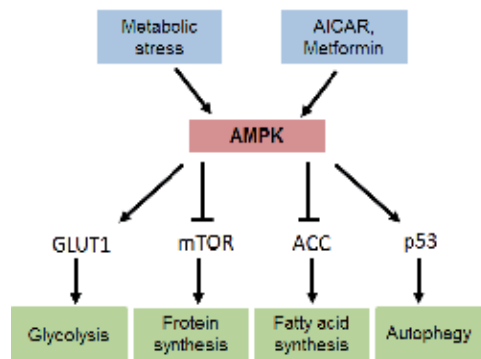 Metabolic
stress
AICAR,
Metformin
AMPK
GLUT1
mTOR
ACC
p53
Glycolysis
Frotein
synthesis
Fatty acid
synthesis
Autophagy